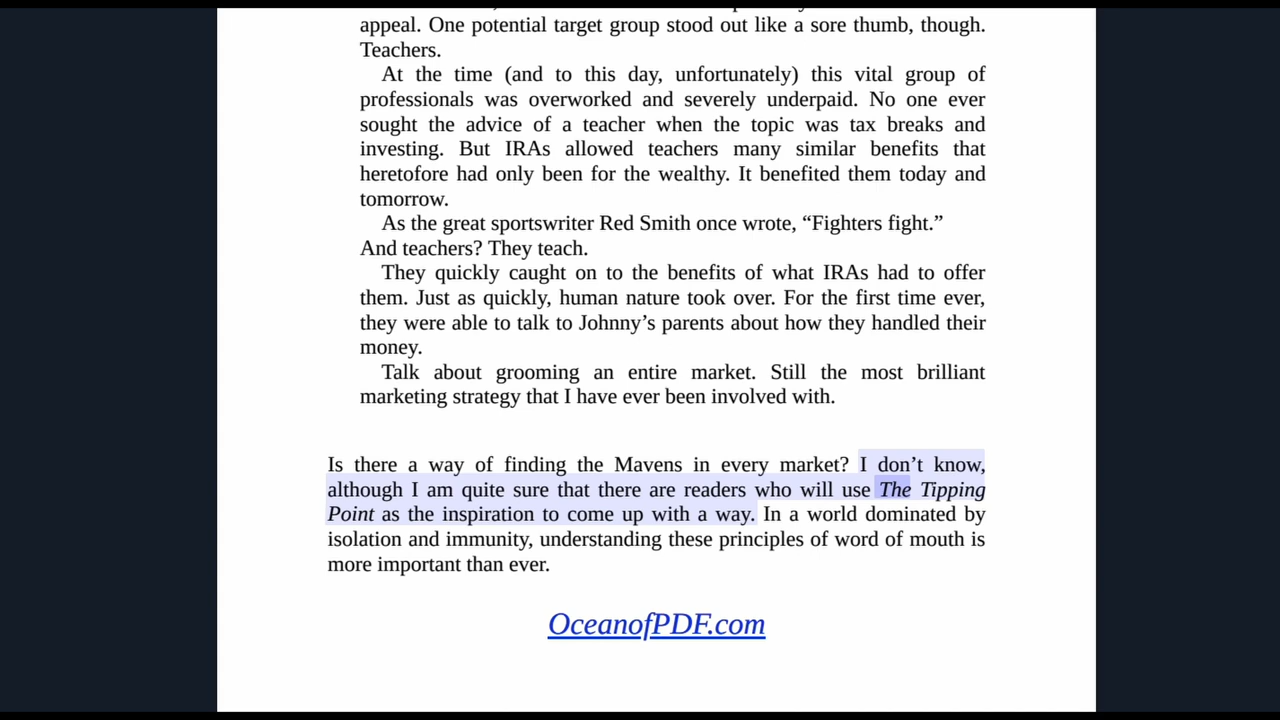 appeal. One potential target group stood out like a sore thumb, though.
Teachers.
At the time (and to this day, unfortunately) this vital group of
professionals was overworked and severely underpaid. No one ever
sought the advice of a teacher when the topic was tax breaks and
investing. But IRAs allowed teachers many similar benefits that
heretofore had only been for the wealthy. It benefited them today and
tomorrow.
As the great sportswriter Red Smith once wrote, “Fighters fight.”
And teachers? They teach.
They quickly caught on to the benefits of what IRAs had to offer
them. Just as quickly, human nature took over. For the first time ever,
they were able to talk to Johnny’s parents about how they handled their
money.
Talk about grooming an entire market. Still the most brilliant
marketing strategy that I have ever been involved with.
Is there a way of finding the Mavens in every market? I don’t know,
although I am quite sure that there are readers who will use The Tipping
Point as the inspiration to come up with a way. In a world dominated by
isolation and immunity, understanding these principles of word of mouth is
more important than ever.
OceanofPDF.com